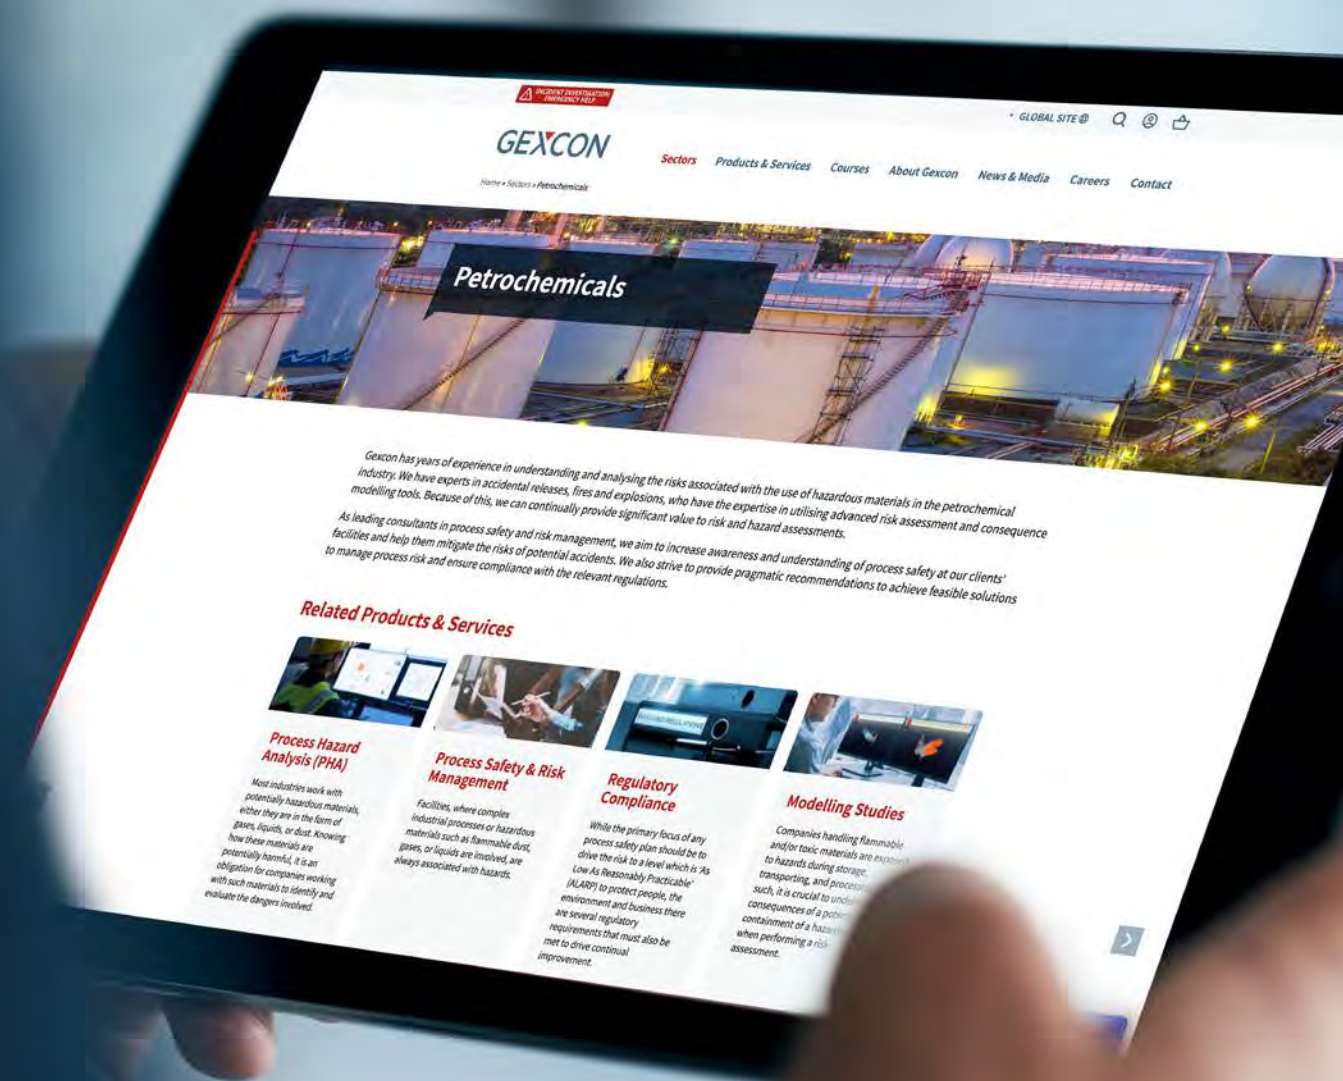 INCIDENT INVESTIGATION
EMERGENCY HELP
GLOBAL SITE
GEXCON
Sectors Products & Services Courses About Gexcon News & Media Careers Contact
Home » Sectors » Petrochemicals
Petrochemicals
Gexcon has years of experience in understanding and analysing the risks associated with the use of hazardous materials in the petrochemical
industry. We have experts in accidental releases, fires and explosions, who have the expertise in utilising advanced risk assessment and consequence
modelling tools. Because of this, we can continually provide significant value to risk and hazard assessments.
As leading consultants in process safety and risk management, we aim to increase awareness and understanding of process safety at our clients'
facilities and help them mitigate the risks of potential accidents. We also strive to provide pragmatic recommendations to achieve feasible solutions
to manage process risk and ensure compliance with the relevant regulations.
Related Products & Services
Process Hazard
Analysis (PHA)
Most industries work with
potentially hazardous materials,
either they are in the form of
gases, liquids, or dust. Knowing
how these materials are
potentially harmful, it is an
obligation for companies working
with such materials to identify and
evaluate the dangers involved.
Process Safety & Risk
Management
Facilities, where complex
industrial processes or hazardous
materials such as flammable dust,
gases, or liquids are involved, are
always associated with hazards.
REGULATIONS
Regulatory
Compliance
While the primary focus of any
process safety plan should be to
drive the risk to a level which is 'As
Low As Reasonably Practicable'
(ALARP) to protect people, the
environment and business there
are several regulatory
requirements that must also be
met to drive continual
improvement.
Modelling Studies
Companies handling flammable
and/or toxic materials are
to hazards during storage,
transporting, and
such, it is crucial to
consequences of a
containment of a
when performing a
assessment.